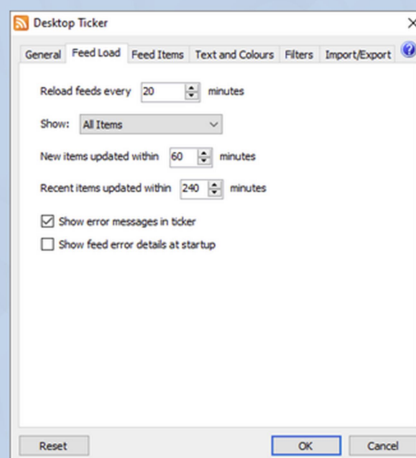 Desktop Ticker
General Feed Load Feed Items Text and Colours Filters Import/Export ?
Reload feeds every 20 minutes
Show: All Items
New items updated within 60 minutes
Recent items updated within 240 minutes
Show error messages in ticker
Show feed error details at startup
Reset OK Cancel